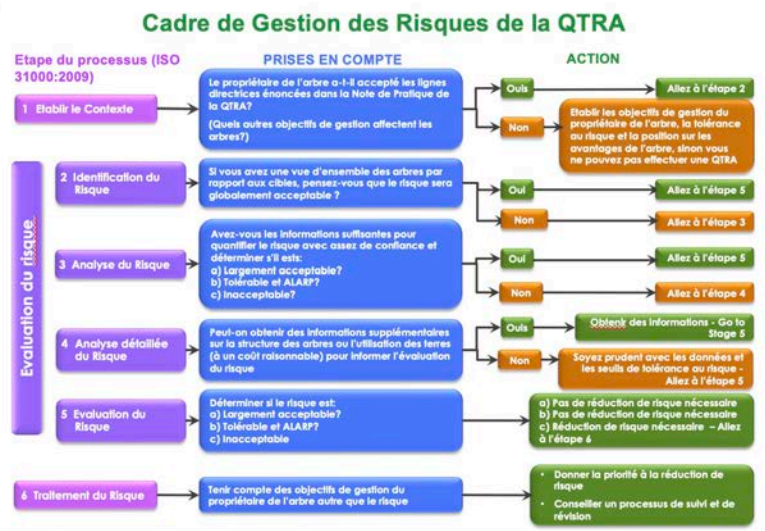 Cadre de Gestion des Risques de la QTRA
Etape du processus (ISO
31000:2009)
PRISES EN COMPTE
ACTION
1 Etablir le Contexte
Le propriétaire de l'arbre a-t-il accepté les lignes
directrices énoncées dans la Note de Pratique de
la QTRA?
(Quels autres objectifs de gestion affectent les
arbres?)
Ouis
Allez à l'étape 2
Non
Etablir les objectifs de gestion du
propriétaire de l'arbre, la tolérance
au risque et la position sur les
avantages de l'arbre, sinon vous
ne pouvez pas effectuer une QTRA
Evaluation du risque
2 Identification du
Risque
Si vous avez une vue d'ensemble des arbres par
rapport aux cibles, pensez-vous que le risque sera
globalement acceptable ?
Oui
Allez à l'étape 5
Non
Allez à l'étape 3
3 Analyse du Risque
Avez-vous les informations suffisantes pour
quantifier le risque avec assez de confiance et
déterminer s'il est:
a) Largement acceptable?
b) Tolérable et ALARP?
c) Inacceptable?
Oui
Allez à l'étape 5
Non
Allez à l'étape 4
4 Analyse détaillée
du Risque
Peut-on obtenir des informations supplémentaires
sur la structure des arbres ou l'utilisation des terres
(à un coût raisonnable) pour informer l'évaluation
du risque
Ouis
Obtenir des informations - Go to
Stage 5
Non
Soyez prudent avec les données et
les seuils de tolérance au risque -
Allez à l'étape 5
5 Evaluation du
Risque
Déterminer si le risque est:
a) Largement acceptable?
b) Tolérable et ALARP?
c) Inacceptable
a) Pas de réduction de risque nécessaire
b) Pas de réduction de risque nécessaire
c) Réduction de risque nécessaire – Allez
à l'étape 6
6 Traitement du Risque
Tenir compte des objectifs de gestion du
propriétaire de l'arbre autre que le risque
• Donner la priorité à la réduction de
risque
• Conseiller un processus de suivi et de
révision